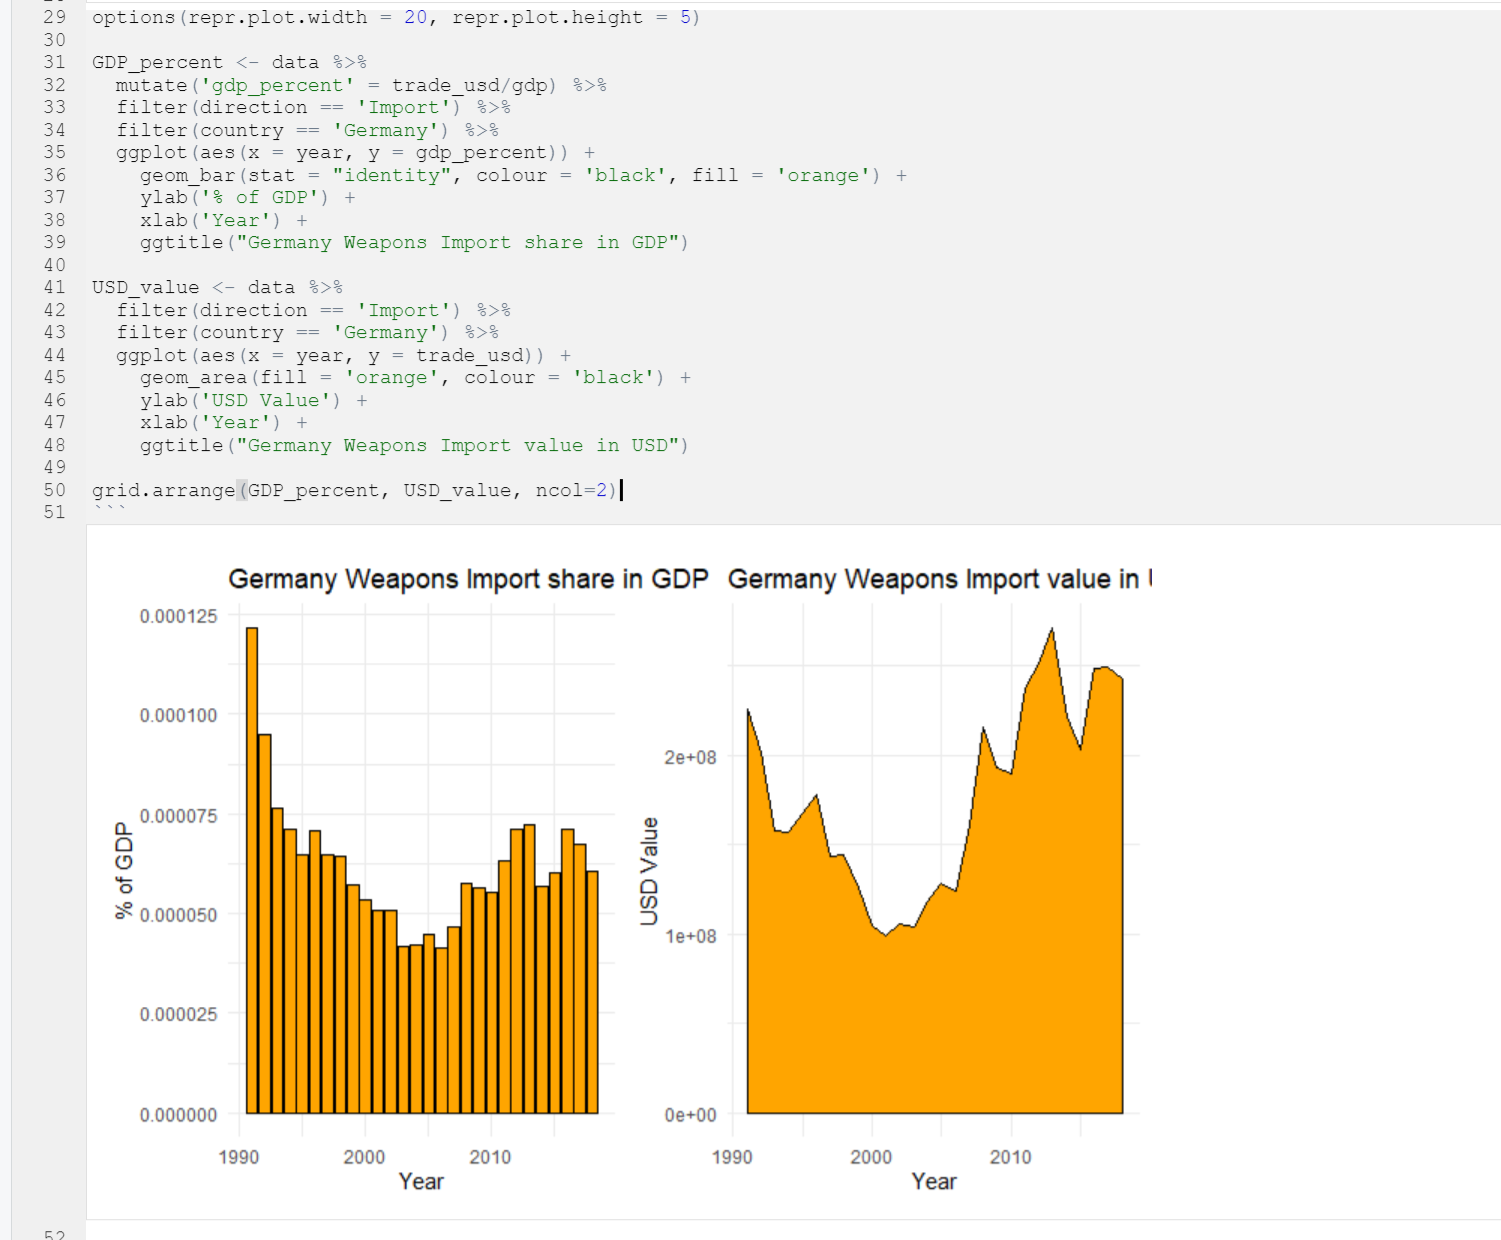 29 options(repr.plot.width = 20, repr.plot.height = 5)
30
31 GDP_percent <- data %>%
32   mutate('gdp_percent' = trade_usd/gdp) %>%
33   filter(direction == 'Import') %>%
34   filter(country == 'Germany') %>%
35   ggplot(aes(x = year, y = gdp_percent)) +
36     geom_bar(stat = "identity", colour = 'black', fill = 'orange') +
37     ylab('% of GDP') +
38     xlab('Year') +
39     ggtitle("Germany Weapons Import share in GDP")
40
41 USD_value <- data %>%
42   filter(direction == 'Import') %>%
43   filter(country == 'Germany') %>%
44   ggplot(aes(x = year, y = trade_usd)) +
45     geom_area(fill = 'orange', colour = 'black') +
46     ylab('USD Value') +
47     xlab('Year') +
48     ggtitle("Germany Weapons Import value in USD")
49
50 grid.arrange(GDP_percent, USD_value, ncol=2)
51 ```
Germany Weapons Import share in GDP
0.000125
0.000100
0.000075
0.000050
0.000025
0.000000
% of GDP
1990 2000 2010
Year
Germany Weapons Import value in
2e+08
1e+08
0e+00
USD Value
1990 2000 2010
Year
52